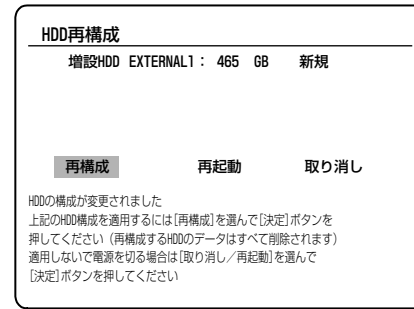 HDD再構成
増設HDD EXTERNAL1： 465 GB 新規
再構成 再起動 取り消し
HDDの構成が変更されました
上記のHDD構成を適用するには[再構成]を選んで[決定]ボタンを
押してください（再構成するHDDのデータはすべて削除されます）
適用しないで電源を切る場合は[取り消し／再起動]を選んで
[決定]ボタンを押してください